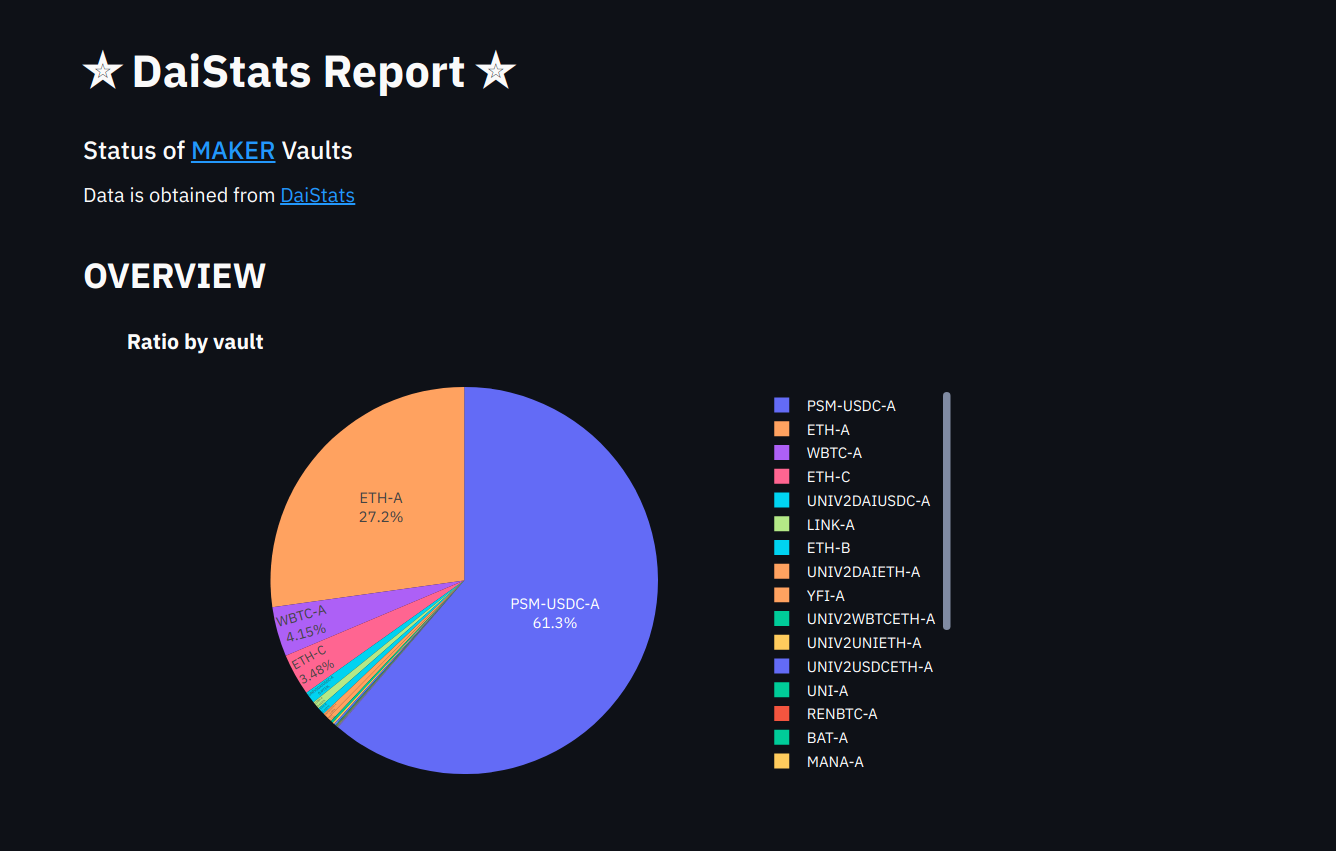 ☆ DaiStats Report ☆
Status of MAKER Vaults
Data is obtained from DaiStats
OVERVIEW
Ratio by vault
ETH-A
27.2%
PSM-USDC-A
61.3%
WBTC-A
4.15%
ETH-C
3.48%
PSM-USDC-A
ETH-A
WBTC-A
ETH-C
UNIV2DAIUSDC-A
LINK-A
ETH-B
UNIV2DAIETH-A
YFI-A
UNIV2WBTCETH-A
UNIV2UNIETH-A
UNIV2USDCETH-A
UNI-A
RENBTC-A
BAT-A
MANA-A